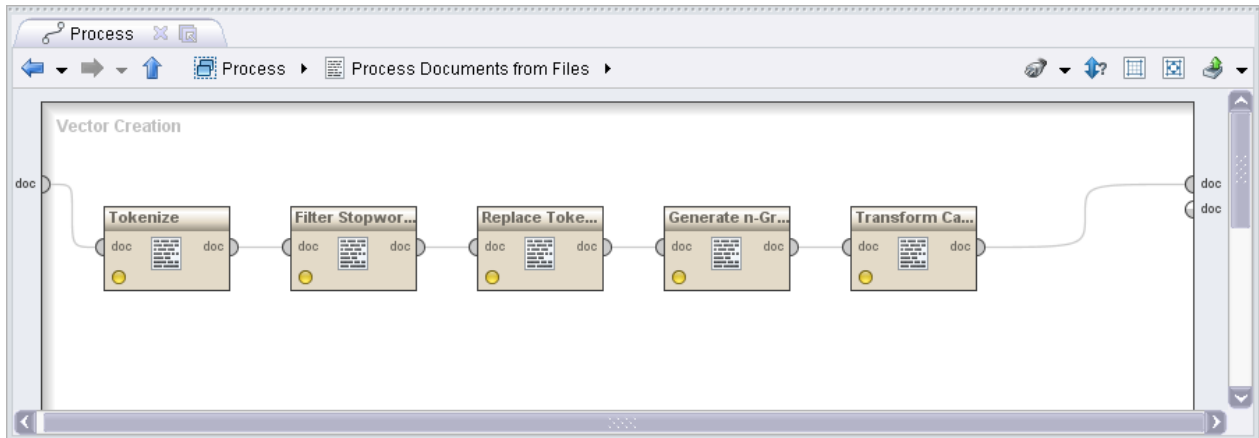 Process
Process Process Documents from Files
Vector Creation
doc doc
Tokenize Filter Stopwor... Replace Toke... Generate n-Gr... Transform Ca...
doc
doc doc doc doc doc doc doc doc doc doc